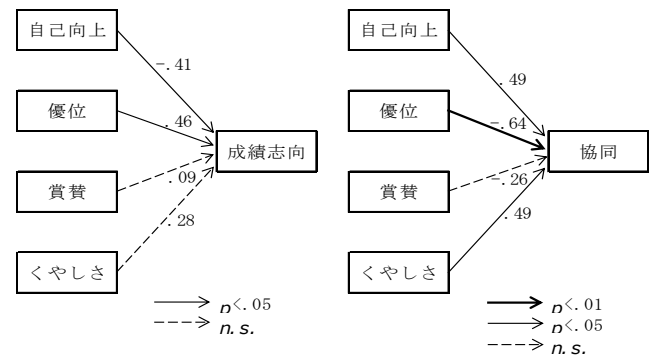 自己向上
優位
賞賛
くやしさ
-.41
.46
.09
.28
成績志向
p<.05
n.s.
自己向上
優位
賞賛
くやしさ
.49
-.64
-.26
.49
協同
p<.01
p<.05
n.s.